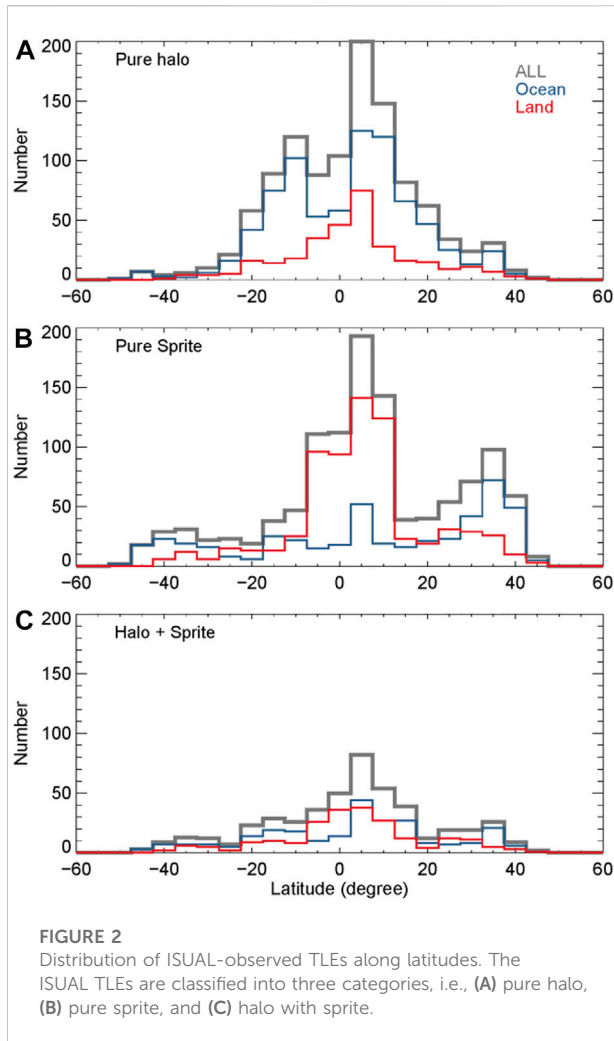 A
Pure halo
ALL
Ocean
Land
Number
200
150
100
50
0
−60 −40 −20 0 20 40 60
B
Pure Sprite
Number
200
150
100
50
0
−60 −40 −20 0 20 40 60
C
Halo + Sprite
Number
200
150
100
50
0
−60 −40 −20 0 20 40 60
Latitude (degree)
FIGURE 2
Distribution of ISUAL-observed TLEs along latitudes. The
ISUAL TLEs are classified into three categories, i.e., (A) pure halo,
(B) pure sprite, and (C) halo with sprite.